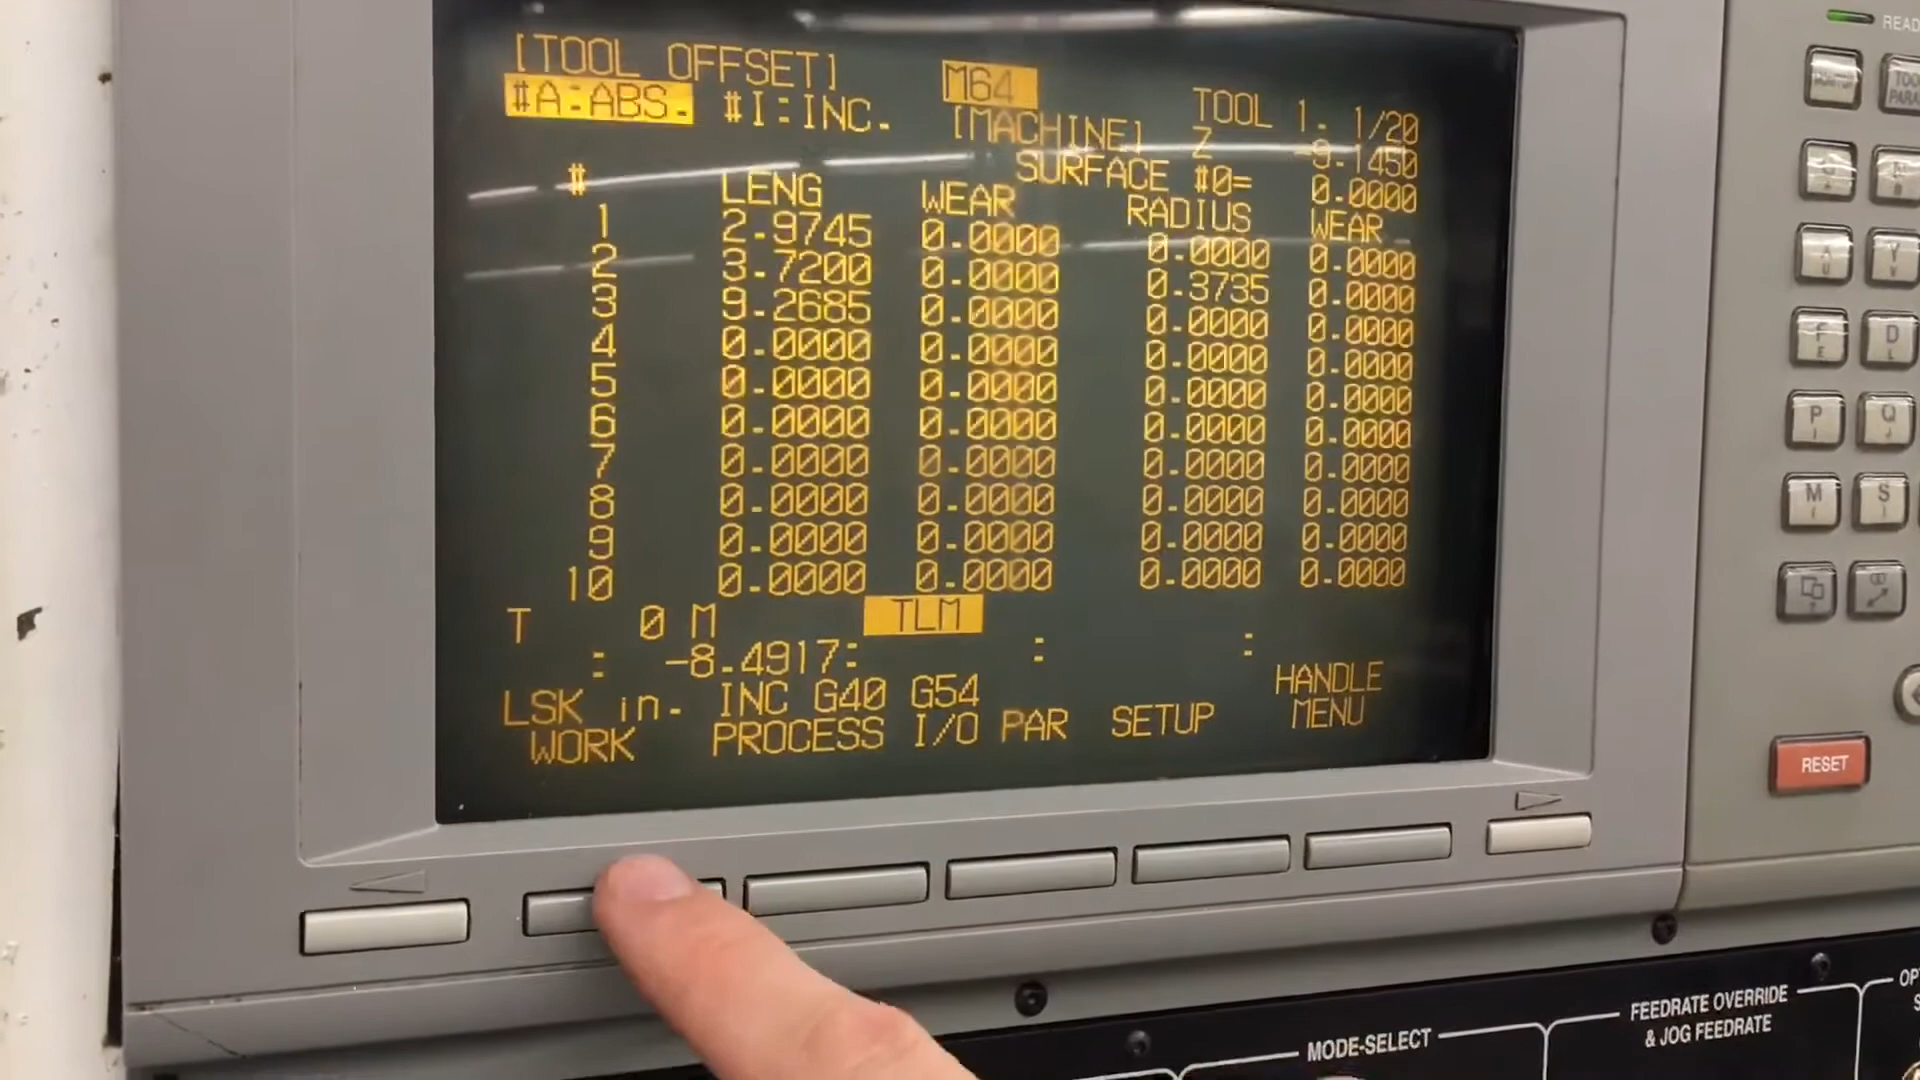 [TOOL OFFSET] M64 TOOL 1. 1/20
#A:ABS. #I:INC. [MACHINE] Z -9.1450
SURFACE #0= 0.0000
# LENG WEAR RADIUS WEAR
1 2.9745 0.0000 0.0000 0.0000
2 3.7200 0.0000 0.3735 0.0000
3 9.2685 0.0000 0.0000 0.0000
4 0.0000 0.0000 0.0000 0.0000
5 0.0000 0.0000 0.0000 0.0000
6 0.0000 0.0000 0.0000 0.0000
7 0.0000 0.0000 0.0000 0.0000
8 0.0000 0.0000 0.0000 0.0000
9 0.0000 0.0000 0.0000 0.0000
10 0.0000 0.0000 0.0000 0.0000
T 0 M TLM
: -8.4917: : :
LSK in. INC G40 G54 HANDLE
WORK PROCESS I/O PAR SETUP MENU
READ
TOO
PARA
F E
D L
P
Q
M
S
RESET
MODE-SELECT
FEEDRATE OVERRIDE
& JOG FEEDRATE